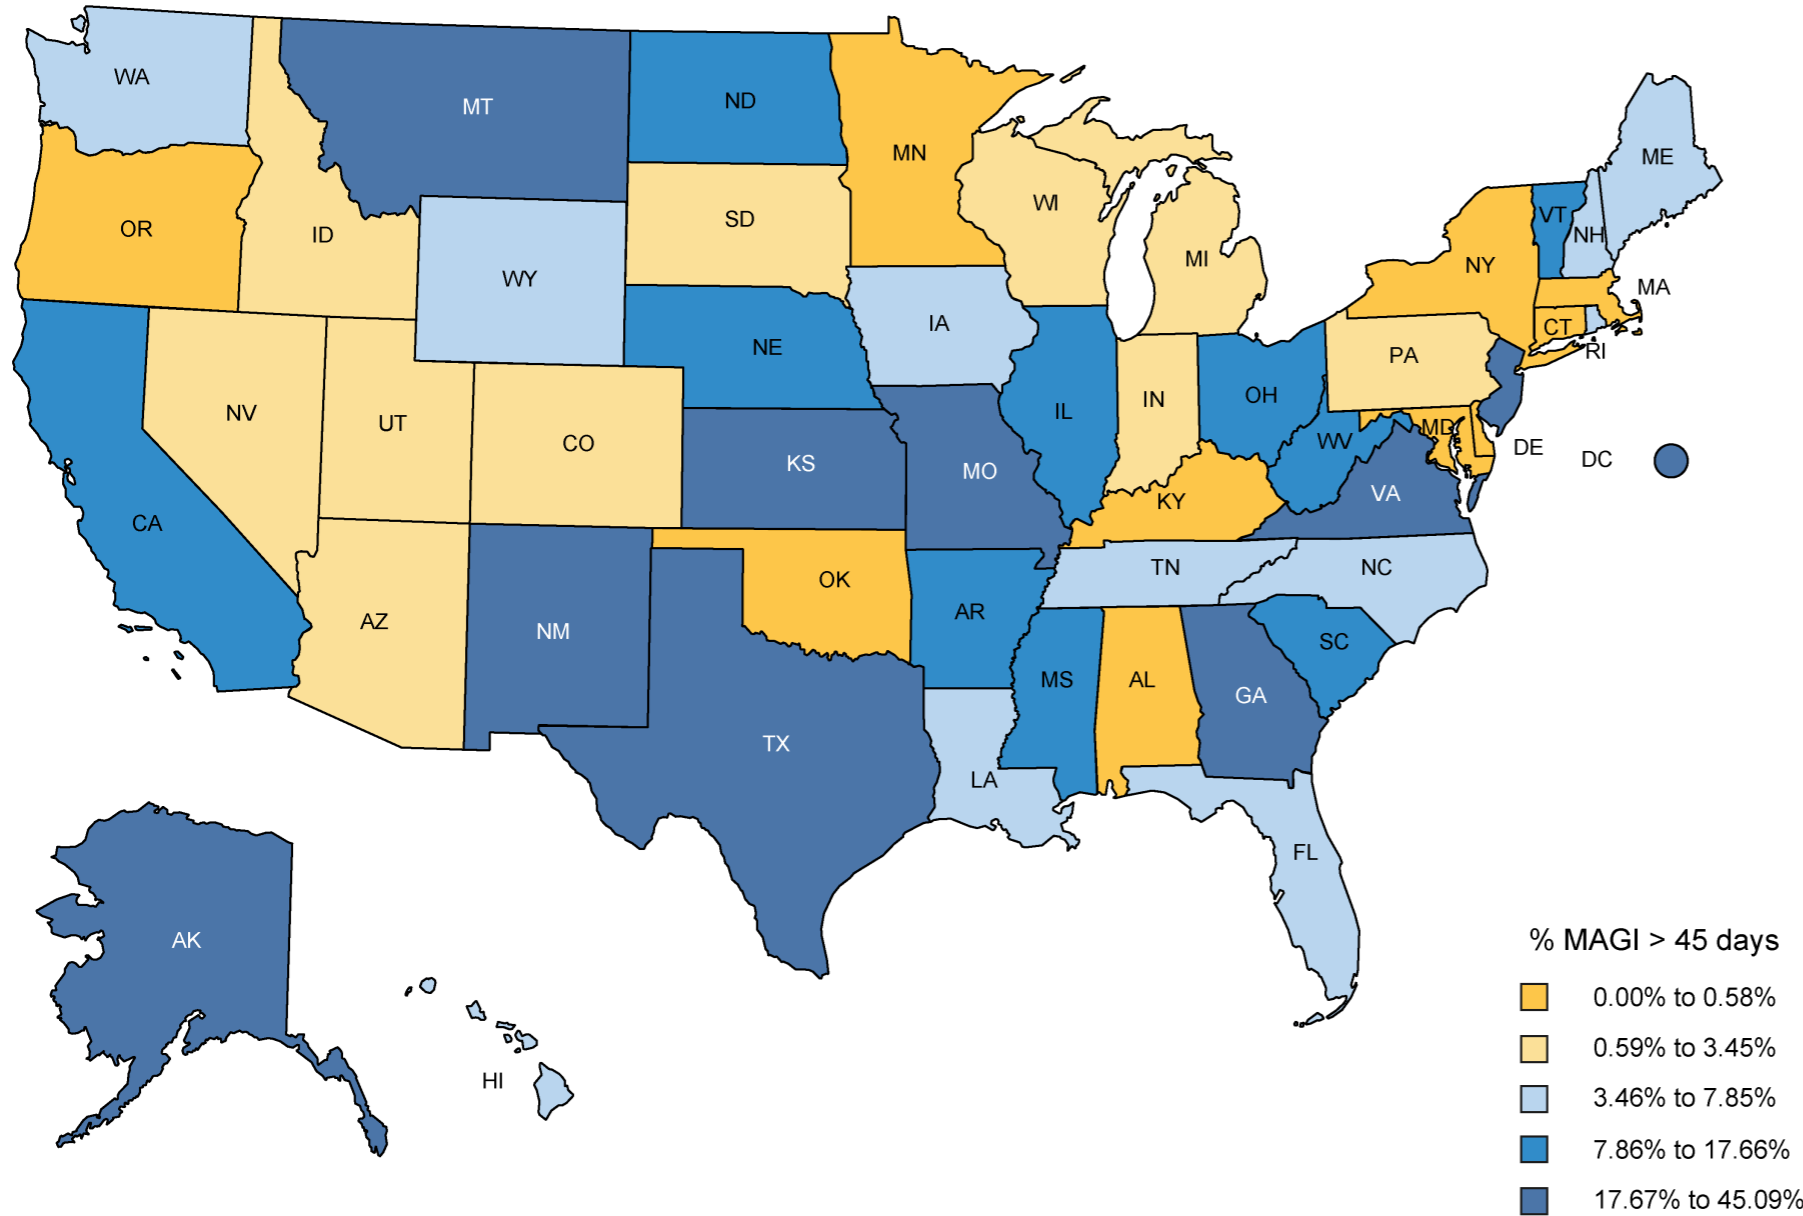 WA
MT
ND
MN
ME
OR
ID
SD
WI
VT
NH
WY
MI
NY
MA
IA
CT
NE
PA
RI
NV
UT
CO
IL
IN
OH
MD
KS
MO
WV
DE
DC
CA
KY
VA
OK
TN
NC
AZ
NM
AR
SC
MS
AL
GA
TX
LA
FL
AK
HI
% MAGI > 45 days
0.00% to 0.58%
0.59% to 3.45%
3.46% to 7.85%
7.86% to 17.66%
17.67% to 45.09%